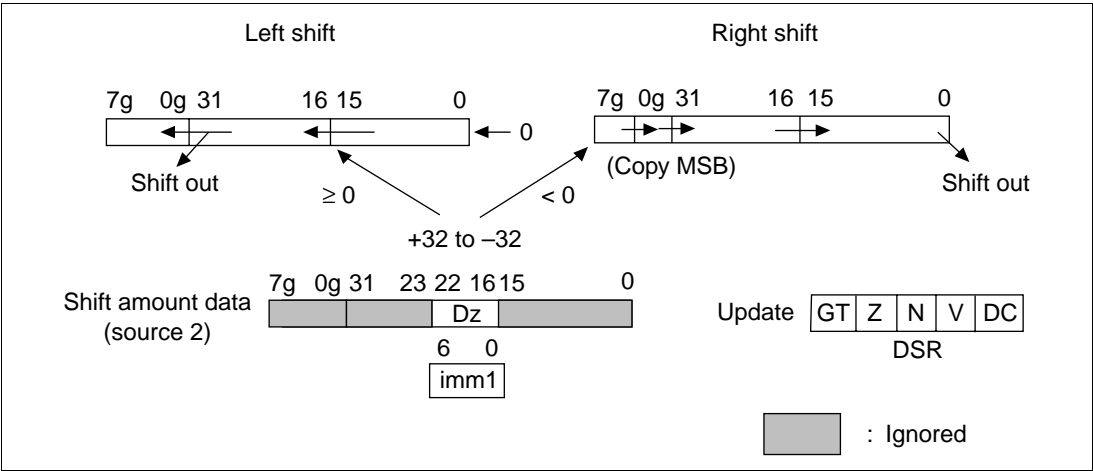 Left shift
Right shift
7g 0g 31 16 15 0
7g 0g 31 16 15 0
0
(Copy MSB)
Shift out
Shift out
≥ 0
< 0
+32 to –32
7g 0g 31 23 22 16 15 0
Shift amount data
(source 2)
Dz
Update GT Z N V DC
DSR
6 0
imm1
: Ignored